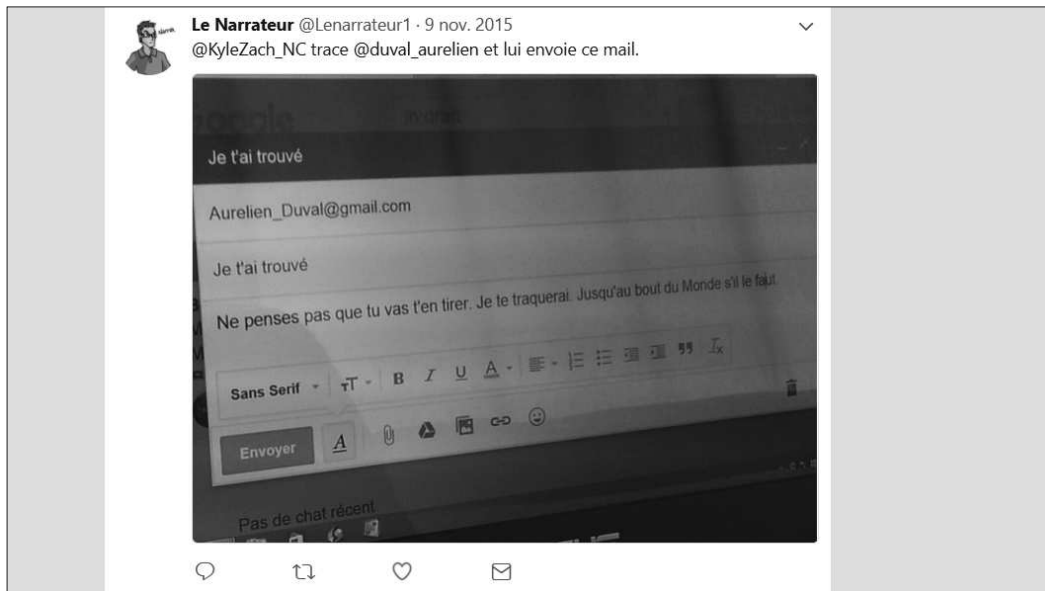 Le Narrateur @Lenarrateur1 · 9 nov. 2015
@KyleZach_NC trace @duval_aurelien et lui envoie ce mail.
Je t'ai trouvé
Aurelien_Duval@gmail.com
Je t'ai trouvé
Ne penses pas que tu vas t'en tirer. Je te traquerai. Jusqu'au bout du Monde s'il le faut
Sans Serif
Envoyer
Pas de chat récent